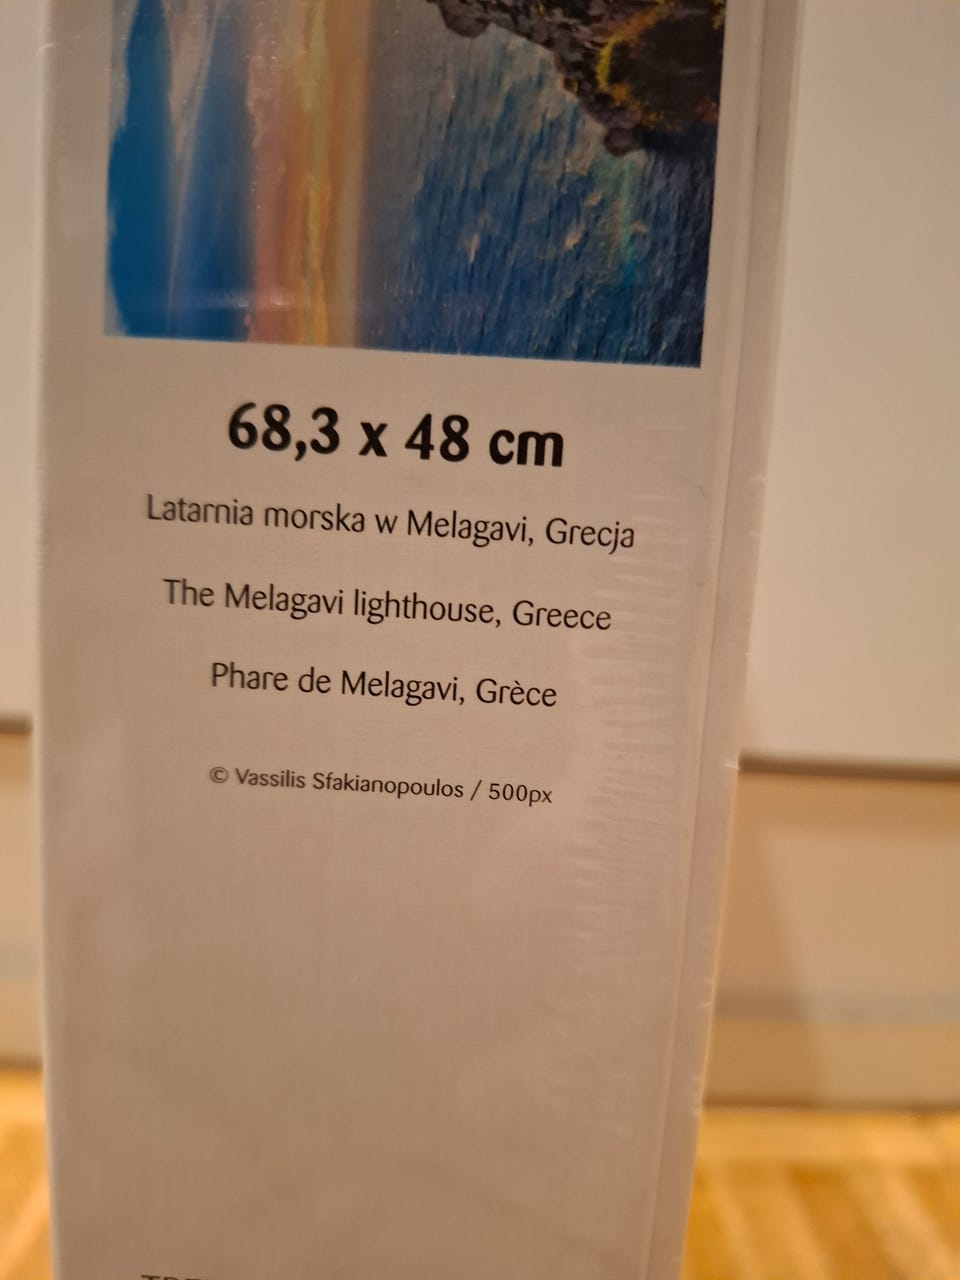 68,3 x 48 cm
Latarnia morska w Melagavi, Grecja
The Melagavi lighthouse, Greece
Phare de Melagavi, Grèce
© Vassilis Sfakianopoulos / 500px